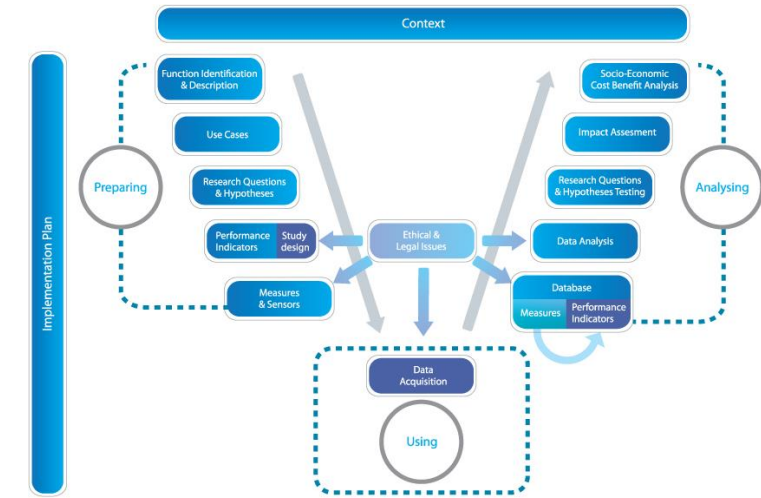 Context
Implementation Plan
Function Identification
& Description
Use Cases
Research Questions
& Hypotheses
Performance
Indicators
Study
design
Measures
& Sensors
Preparing
Ethical &
Legal Issues
Data
Acquisition
Using
Socio-Economic
Cost Benefit Analysis
Impact Assesment
Research Questions
& Hypotheses Testing
Data Analysis
Database
Measures
Performance
Indicators
Analysing